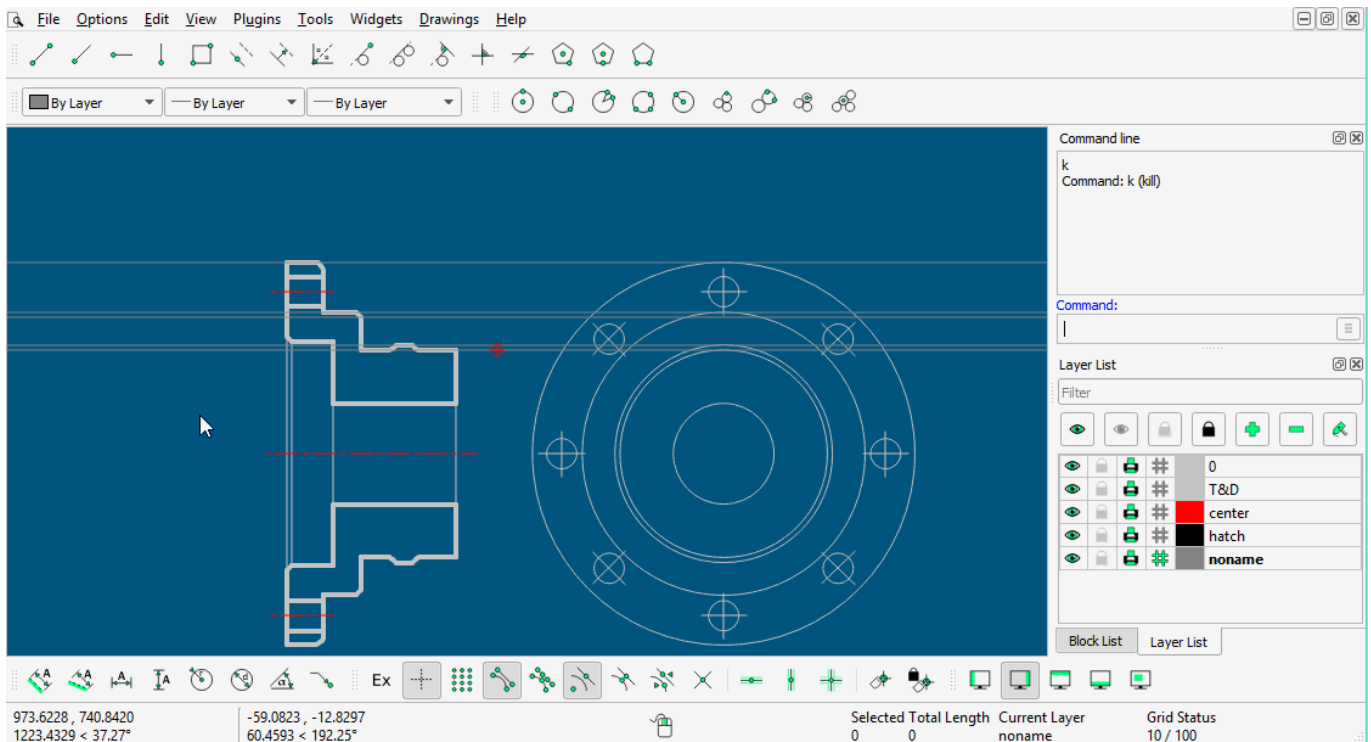 File Options Edit View Plugins Tools Widgets Drawings Help
By Layer By Layer By Layer
Command line
k
Command: k (kill)
Command:
Layer List
Filter
0
T&D
center
hatch
noname
Block List Layer List
Ex
973.6228 , 740.8420 -59.0823 , -12.8297 Selected Total Length Current Layer Grid Status
1223.4329 < 37.27° 60.4593 < 192.25° 0 0 noname 10 / 100